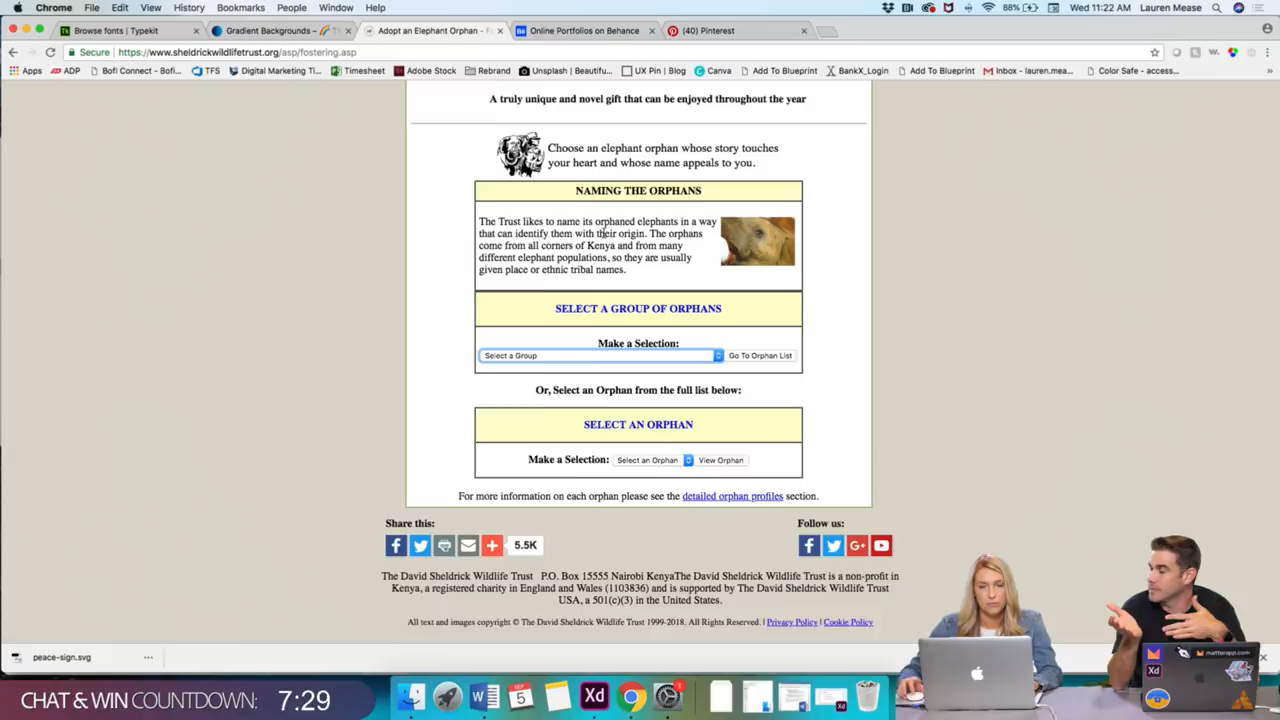 Chrome File Edit View History Bookmarks People Window Help 88% Wed 11:22 AM Lauren Mease
Browse fonts | Typekit Gradient Backgrounds - Adopt an Elephant Orphan - F Online Portfolios on Behance (40) Pinterest
Secure https://www.sheldrickwildlifetrust.org/asp/fostering.asp
Apps ADP Bofi Connect - Bofi... TFS Digital Marketing Ti... Timesheet Adobe Stock Rebrand Unsplash | Beautifu... UX Pin | Blog Canva Add To Blueprint BankX_Login Add To Blueprint Inbox - lauren.mea... Color Safe - access...
A truly unique and novel gift that can be enjoyed throughout the year
Choose an elephant orphan whose story touches
your heart and whose name appeals to you.
NAMING THE ORPHANS
The Trust likes to name its orphaned elephants in a way
that can identify them with their origin. The orphans
come from all corners of Kenya and from many
different elephant populations, so they are usually
given place or ethnic tribal names.
SELECT A GROUP OF ORPHANS
Make a Selection:
Select a Group Go To Orphan List
Or, Select an Orphan from the full list below:
SELECT AN ORPHAN
Make a Selection: Select an Orphan View Orphan
For more information on each orphan please see the detailed orphan profiles section.
Share this: Follow us:
5.5K
The David Sheldrick Wildlife Trust P.O. Box 15555 Nairobi KenyaThe David Sheldrick Wildlife Trust is a non-profit in
Kenya, a registered charity in England and Wales (1103836) and is supported by The David Sheldrick Wildlife Trust
USA, a 501(c)(3) in the United States.
All text and images copyright © The David Sheldrick Wildlife Trust 1999-2018. All Rights Reserved. | Privacy Policy | Cookie Policy
peace-sign.svg
matterapp.com
Xd
CHAT & WIN COUNTDOWN: 7:29
SEP
5
Xd
1